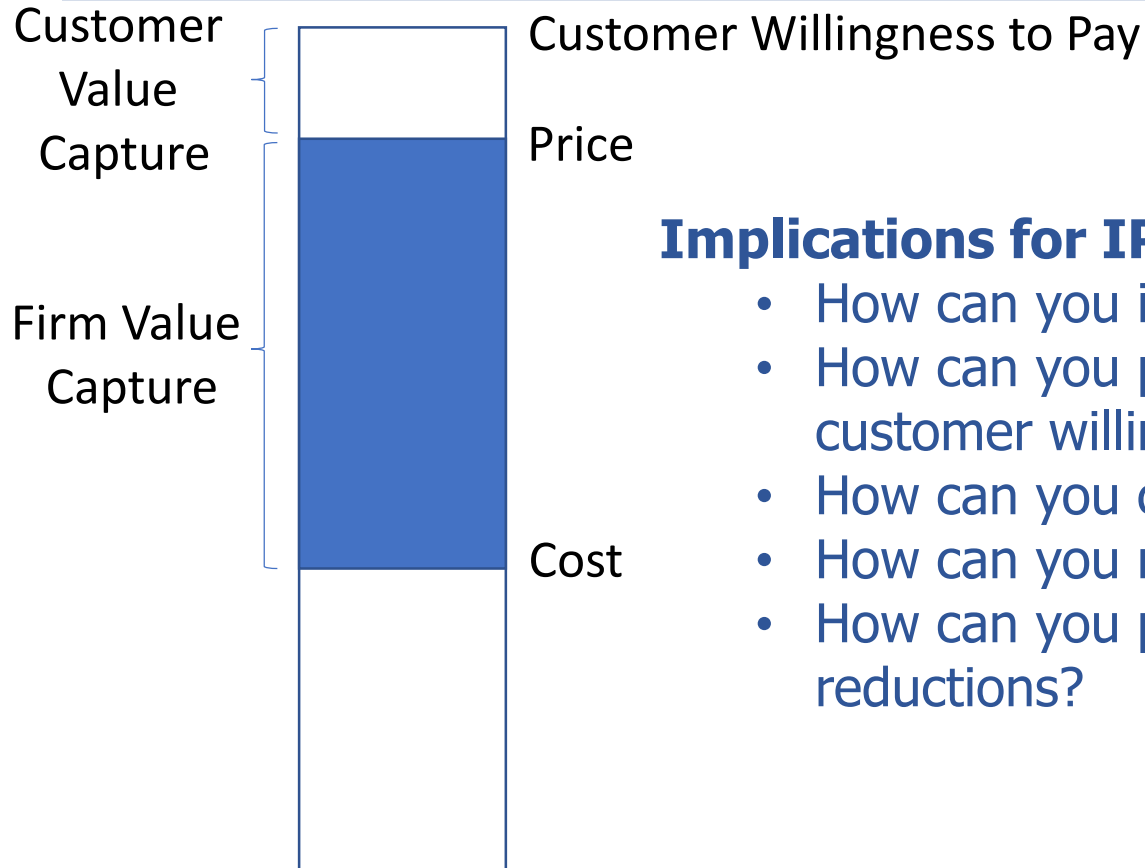 Customer
Value
Capture
Customer Willingness to Pay
Price
Firm Value
Capture
Cost
Implications for
• How can you
• How can you
customer
• How can you
• How can you
• How can you
reductions?